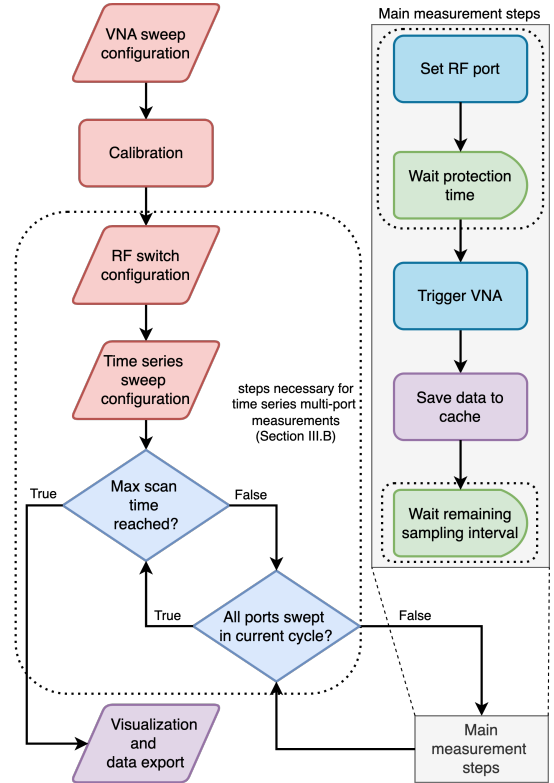 VNA sweep
configuration
Calibration
RF switch
configuration
Time series
sweep
configuration
steps necessary for
time series multi-port
measurements
(Section III.B)
Max scan
time
reached?
True
False
All ports swept
in current cycle?
True
False
Visualization
and
data export
Main
measurement
steps
Main measurement steps
Set RF port
Wait protection
time
Trigger VNA
Save data to
cache
Wait remaining
sampling interval